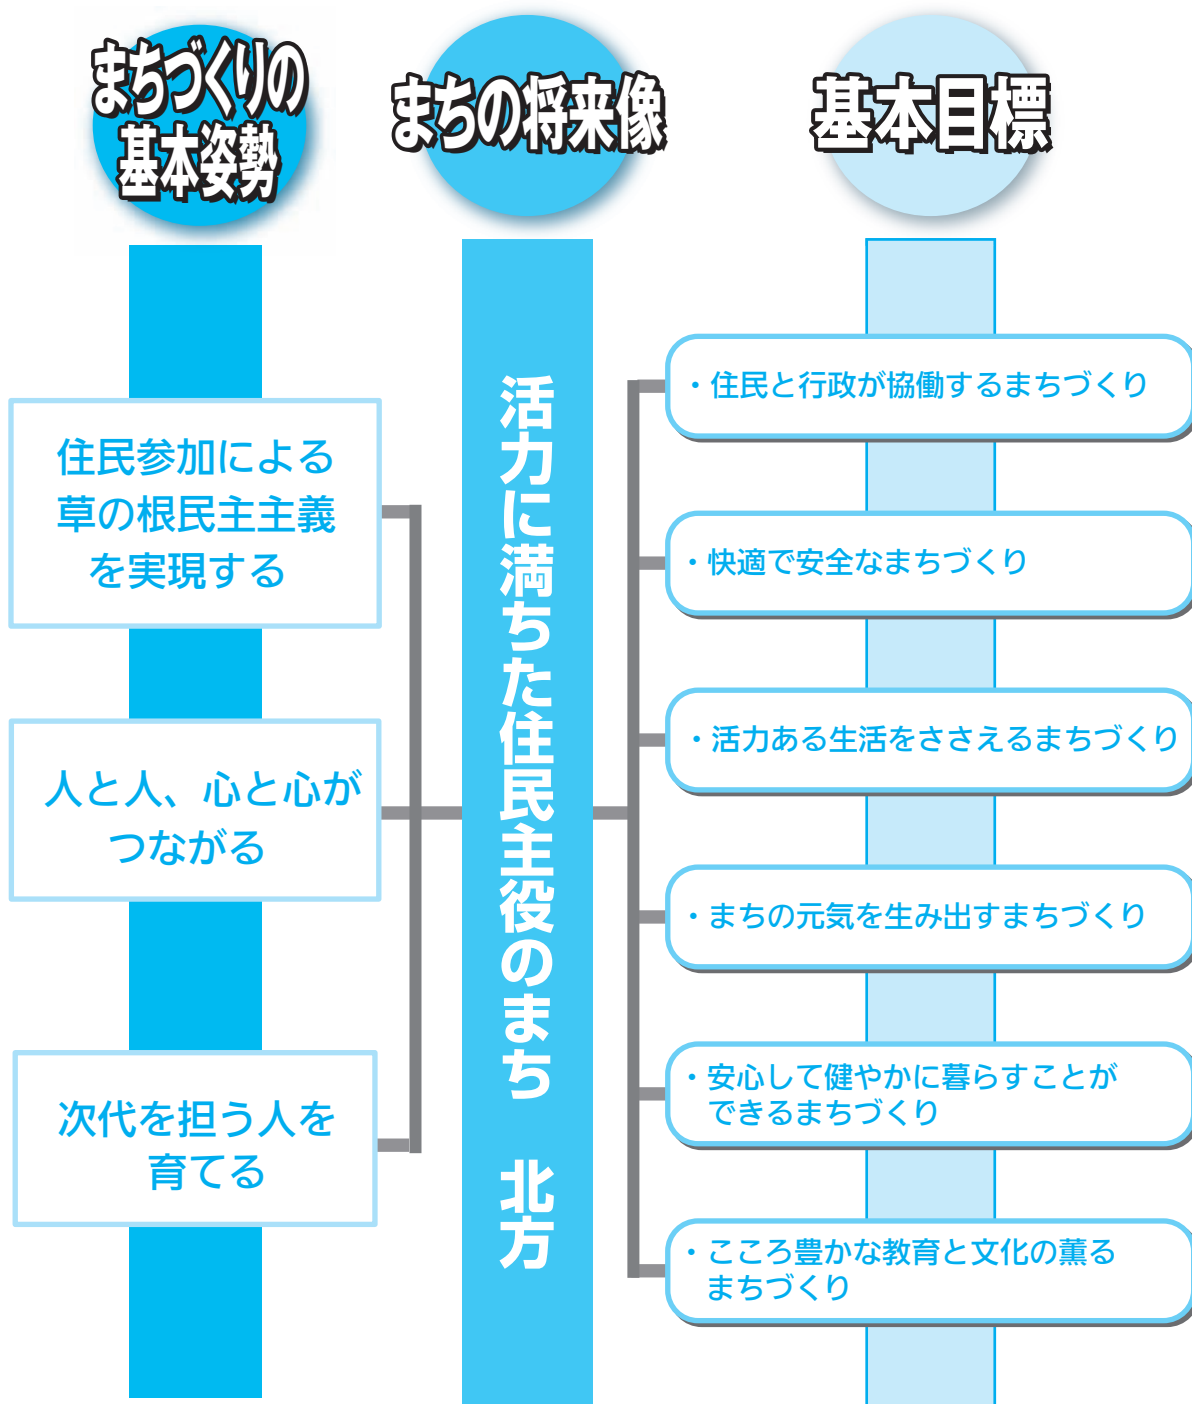 まちづくりの
基本姿勢
まちの将来像
基本目標
住民参加による
草の根民主主義
を実現する
人と人、心と心が
つながる
次代を担う人を
育てる
活力に満ちた住民主役のまち　北方
・住民と行政が協働するまちづくり
・快適で安全なまちづくり
・活力ある生活をささえるまちづくり
・まちの元気を生み出すまちづくり
・安心して健やかに暮らすことが
できるまちづくり
・こころ豊かな教育と文化の薫る
まちづくり